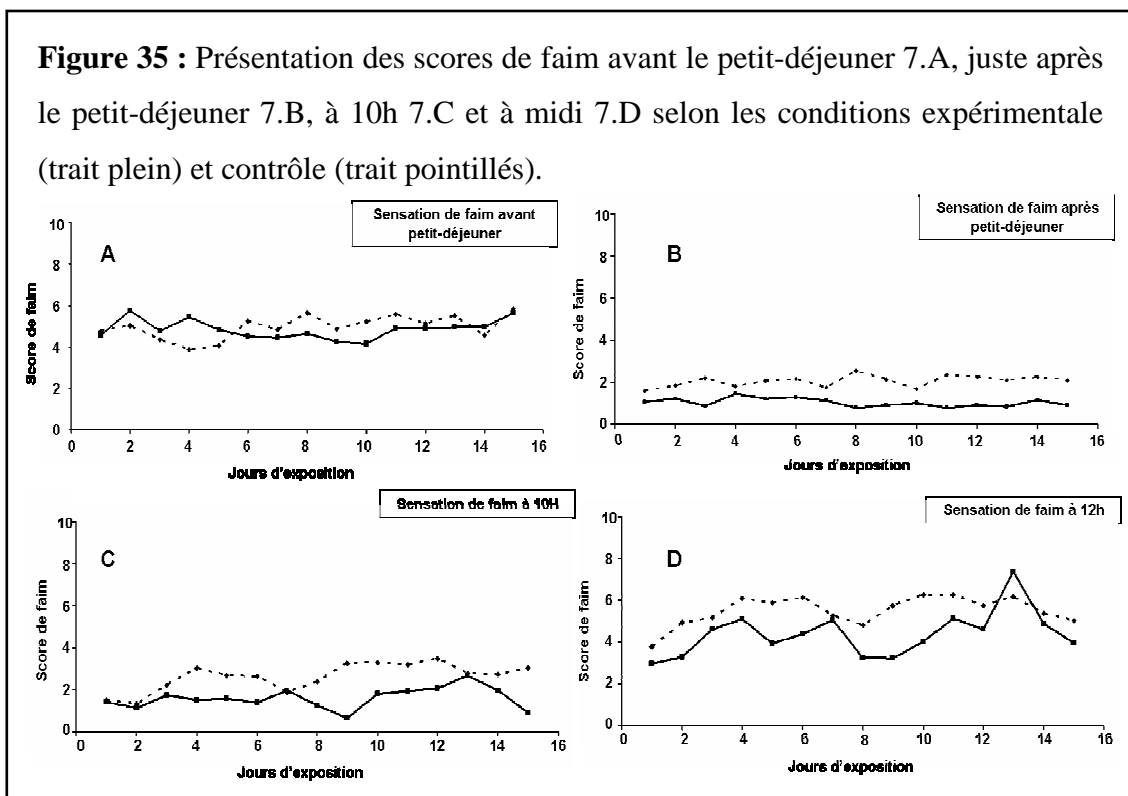 Figure 35 : Présentation des scores de faim avant le petit-déjeuner 7.A, juste après
le petit-déjeuner 7.B, à 10h 7.C et à midi 7.D selon les conditions expérimentale
(trait plein) et contrôle (trait pointillés).
Sensation de faim avant
petit-déjeuner
A
Score de faim
10
8
6
4
2
0
0 2 4 6 8 10 12 14 16
Jours d'exposition
Sensation de faim après
petit-déjeuner
B
Score de faim
10
8
6
4
2
0
0 2 4 6 8 10 12 14 16
Jours d'exposition
Sensation de faim à 10H
C
Score de faim
10
8
6
4
2
0
0 2 4 6 8 10 12 14 16
Jours d'exposition
Sensation de faim à 12h
D
Score de faim
10
8
6
4
2
0
0 2 4 6 8 10 12 14 16
Jours d'exposition